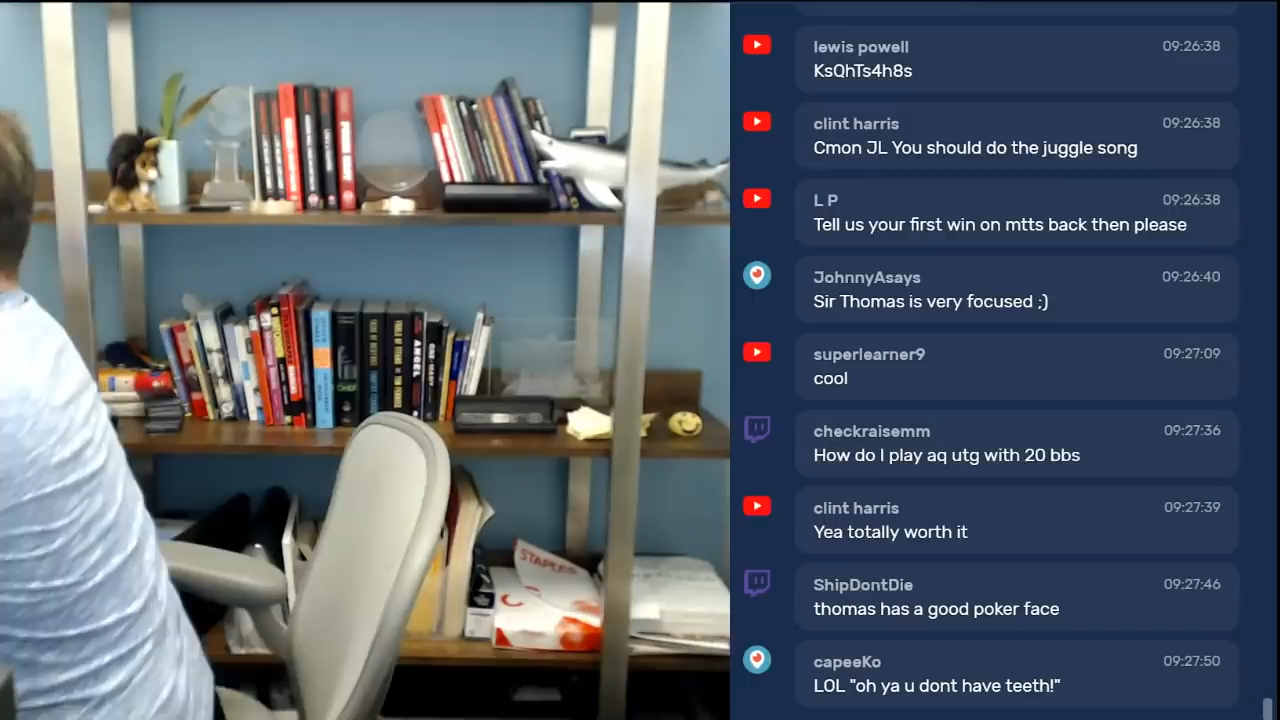 lewis powell 09:26:38
KsQhTs4h8s
clint harris 09:26:38
Cmon JL You should do the juggle song
L P 09:26:38
Tell us your first win on mtts back then please
JohnnyAsays 09:26:40
Sir Thomas is very focused :)
superlearner9 09:27:09
cool
checkraisemm 09:27:36
How do I play aq utg with 20 bbs
clint harris 09:27:39
Yea totally worth it
ShipDontDie 09:27:46
thomas has a good poker face
capeeKo 09:27:50
LOL "oh ya u dont have teeth!"
ANGEL
STAPLES